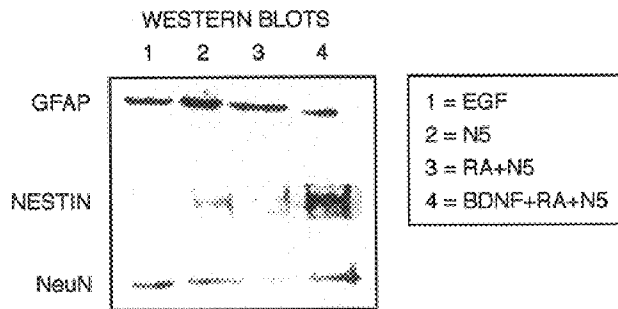 WESTERN BLOTS
1 2 3 4
GFAP
NESTIN
NeuN
1 = EGF
2 = N5
3 = RA+N5
4 = BDNF+RA+N5